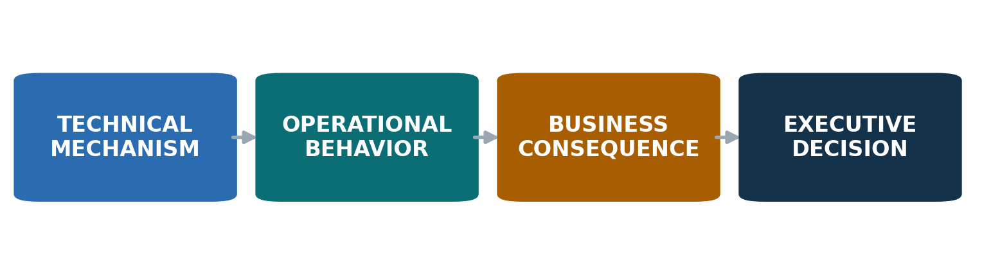 TECHNICAL
MECHANISM
OPERATIONAL
BEHAVIOR
BUSINESS
CONSEQUENCE
EXECUTIVE
DECISION